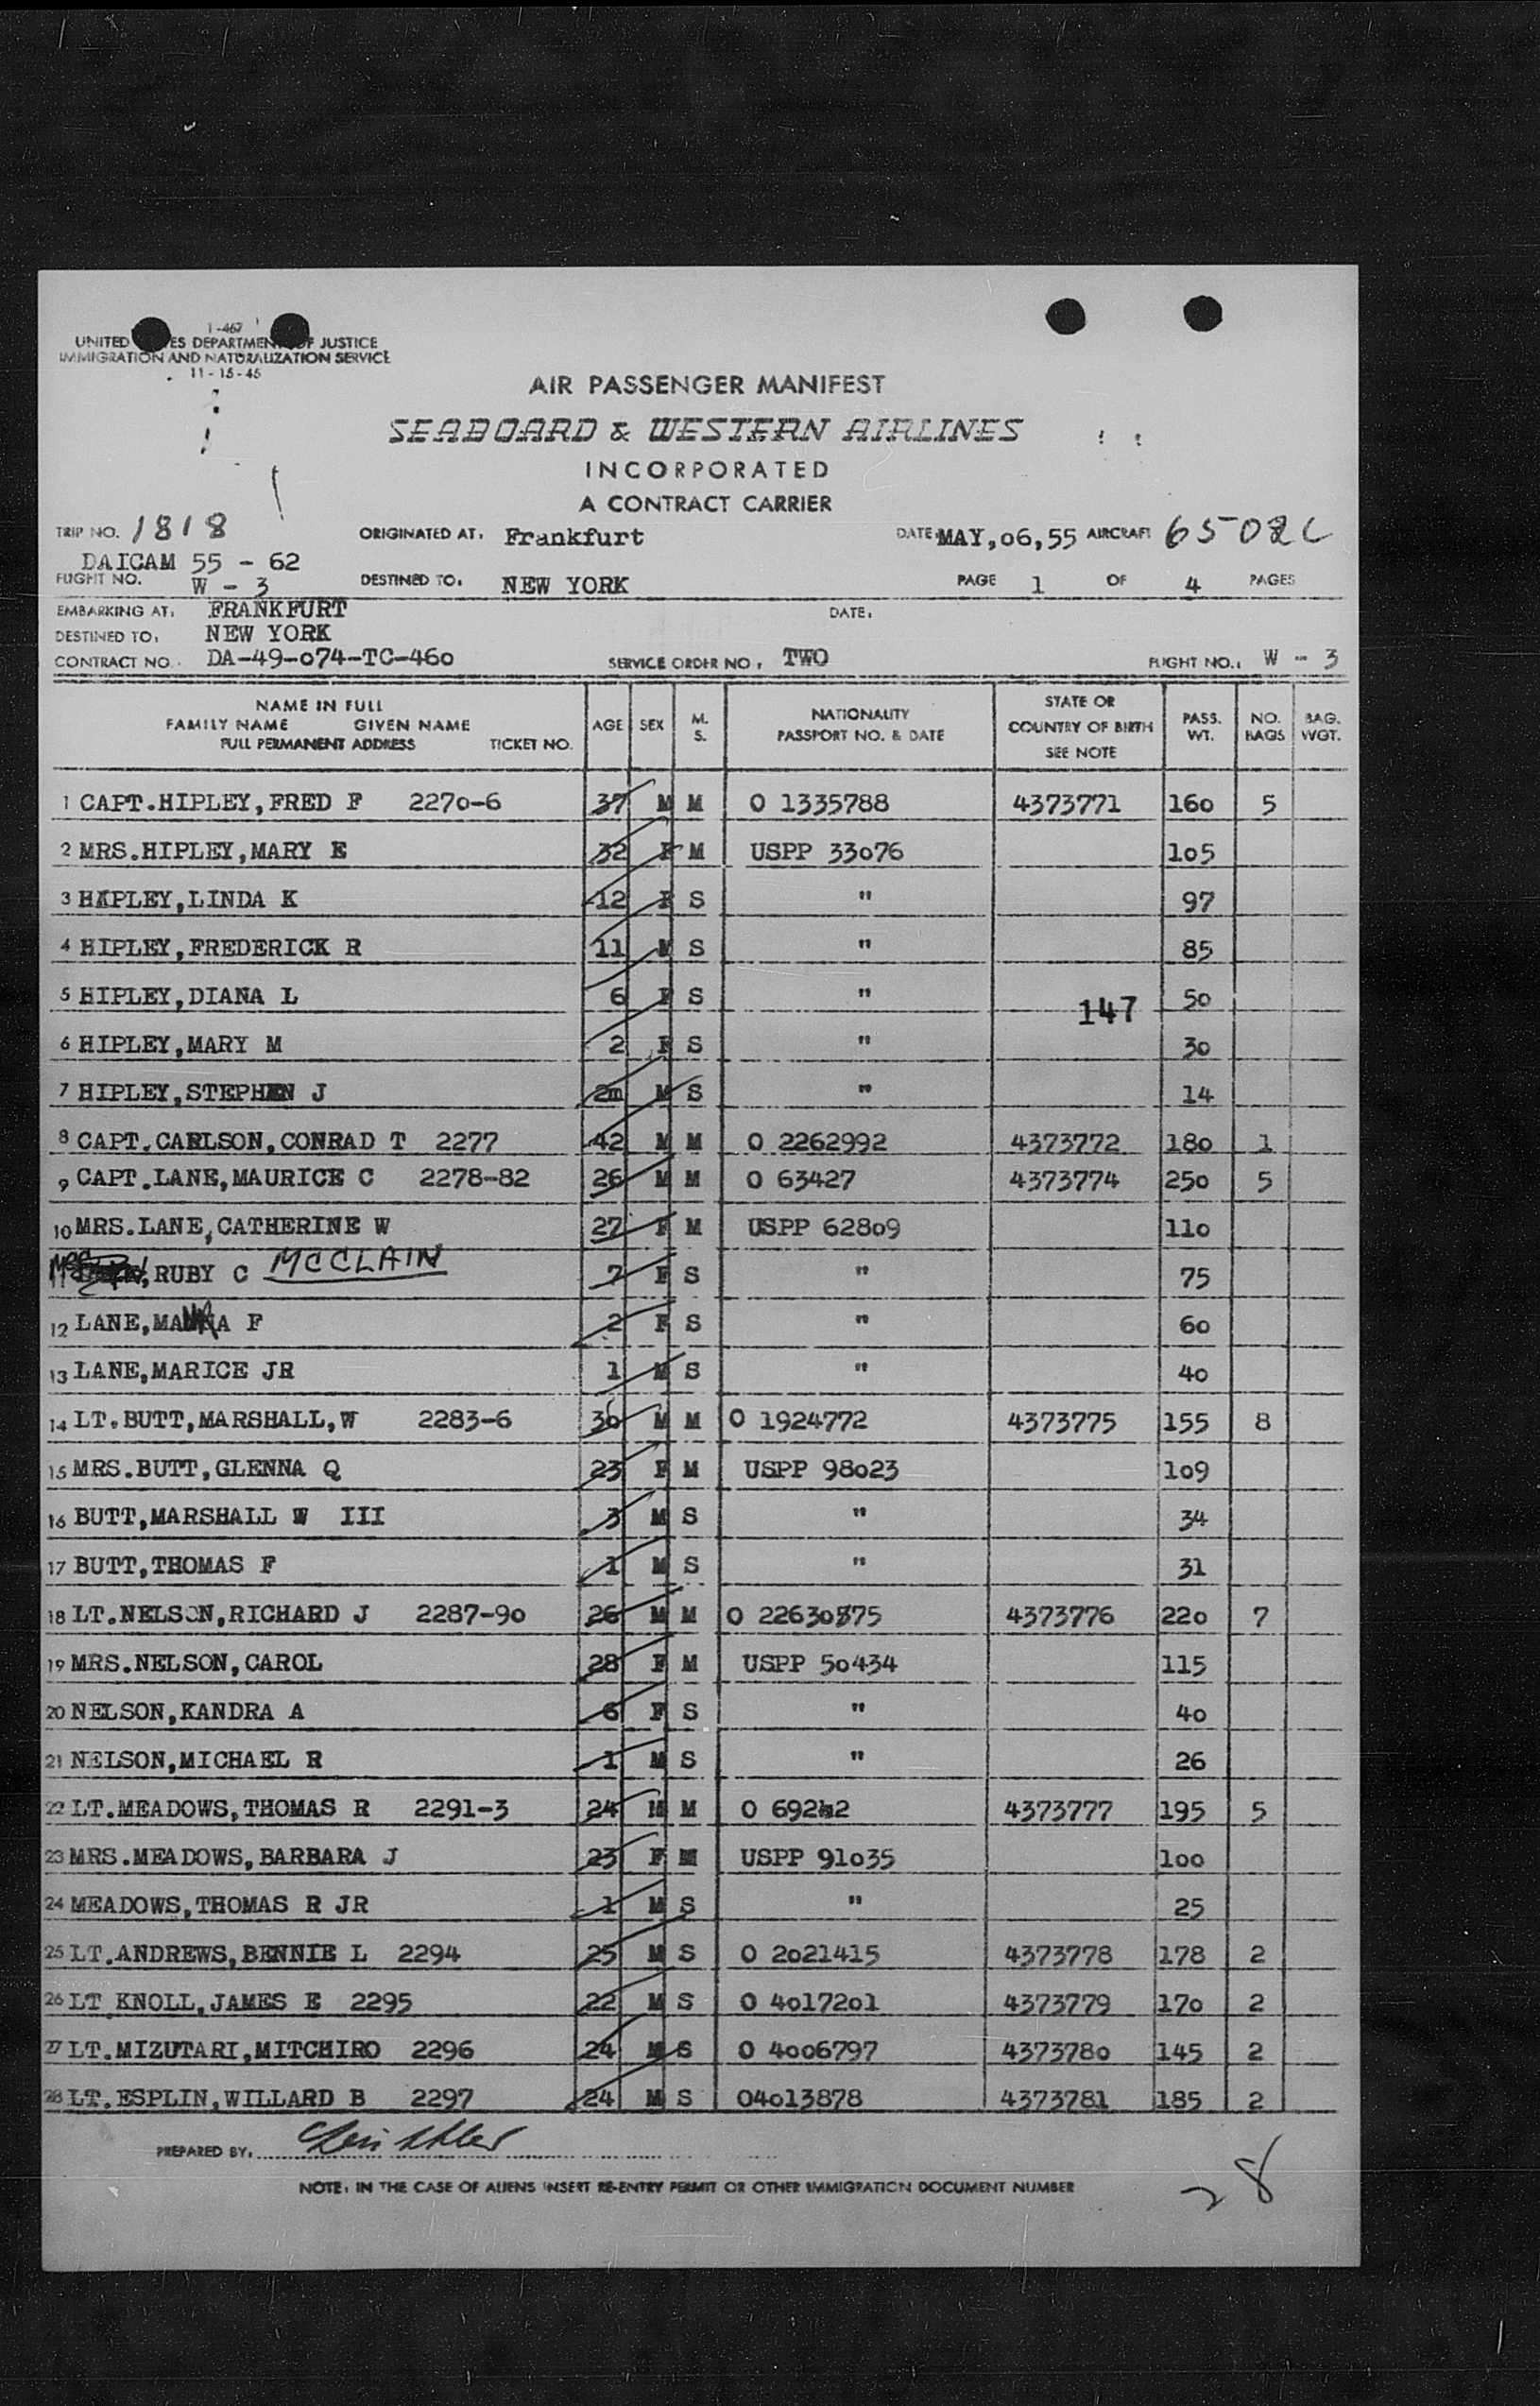 I-467
UNITED ES DEPARTMENT OF JUSTICE
IMMIGRATION AND NATURALIZATION SERVICE
11-15-45
AIR PASSENGER MANIFEST
SEABOARD & WESTERN AIRLINES
INCORPORATED
A CONTRACT CARRIER
TRIP NO. 1818 ORIGINATED AT: Frankfurt DATE: MAY,06,55 AIRCRAFT 6502C
DAICAM 55 - 62
FLIGHT NO. W - 3 DESTINED TO: NEW YORK PAGE 1 OF 4 PAGES
EMBARKING AT: FRANKFURT DATE:
DESTINED TO: NEW YORK
CONTRACT NO. DA-49-074-TC-460 SERVICE ORDER NO: TWO FLIGHT NO.: W - 3
NAME IN FULL
FAMILY NAME GIVEN NAME
FULL PERMANENT ADDRESS TICKET NO. AGE SEX M. S. NATIONALITY PASSPORT NO. & DATE STATE OR COUNTRY OF BIRTH SEE NOTE PASS. WT. NO. BAGS BAG. WGT.
1 CAPT.HIPLEY,FRED F 2270-6 37 M M O 1335788 4373771 160 5
2 MRS.HIPLEY,MARY E 32 F M USPP 33076 105
3 HIPLEY,LINDA K 12 F S " 97
4 HIPLEY,FREDERICK R 11 M S " 85
5 HIPLEY,DIANA L 6 F S " 50
147
6 HIPLEY,MARY M 2 F S " 30
7 HIPLEY,STEPHEN J 2m M S " 14
8 CAPT.CARLSON,CONRAD T 2277 42 M M O 2262992 4373772 180 1
9 CAPT.LANE,MAURICE C 2278-82 26 M M O 63427 4373774 250 5
10 MRS.LANE,CATHERINE W 27 F M USPP 62809 110
11 ,RUBY C MCCLAIN 7 F S " 75
12 LANE, F 2 F S " 60
13 LANE,MARICE JR 1 M S " 40
14 LT.BUTT,MARSHALL,W 2283-6 30 M M O 1924772 4373775 155 8
15 MRS.BUTT,GLENNA Q 23 F M USPP 98023 109
16 BUTT,MARSHALL W III 3 M S " 34
17 BUTT,THOMAS F 1 M S " 31
18 LT.NELSON,RICHARD J 2287-90 26 M M O 4373776 220 7
19 MRS.NELSON,CAROL 28 F M USPP 50434 115
20 NELSON,KANDRA A 6 F S " 40
21 NELSON,MICHAEL R 1 M S " 26
22 LT.MEADOWS,THOMAS R 2291-3 24 M M O 4373777 195 5
23 MRS.MEADOWS,BARBARA J 23 F M USPP 91035 100
24 MEADOWS,THOMAS R JR 1 M S " 25
25 LT.ANDREWS,BENNIE L 2294 25 M S O 2021415 4373778 178 2
26 LT KNOLL,JAMES E 2295 22 M S O 4017201 4373779 170 2
27 LT.MIZUTARI,MITCHIRO 2296 24 M S O 4006797 4373780 145 2
28 LT.ESPLIN,WILLARD B 2297 24 M S O4013878 4373781 185 2
PREPARED BY:
NOTE: IN THE CASE OF ALIENS INSERT RE-ENTRY PERMIT OR OTHER IMMIGRATION DOCUMENT NUMBER
28